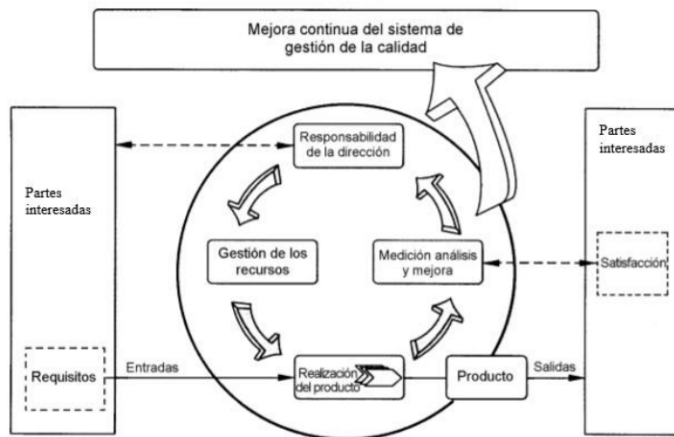 Mejora continua del sistema de
gestión de la calidad
Partes
interesadas
Responsabilidad
de la dirección
Partes
interesadas
Gestión de los
recursos
Medición análisis
y mejora
Satisfacción
Requisitos
Entradas
Realización
del producto
Producto
Salidas